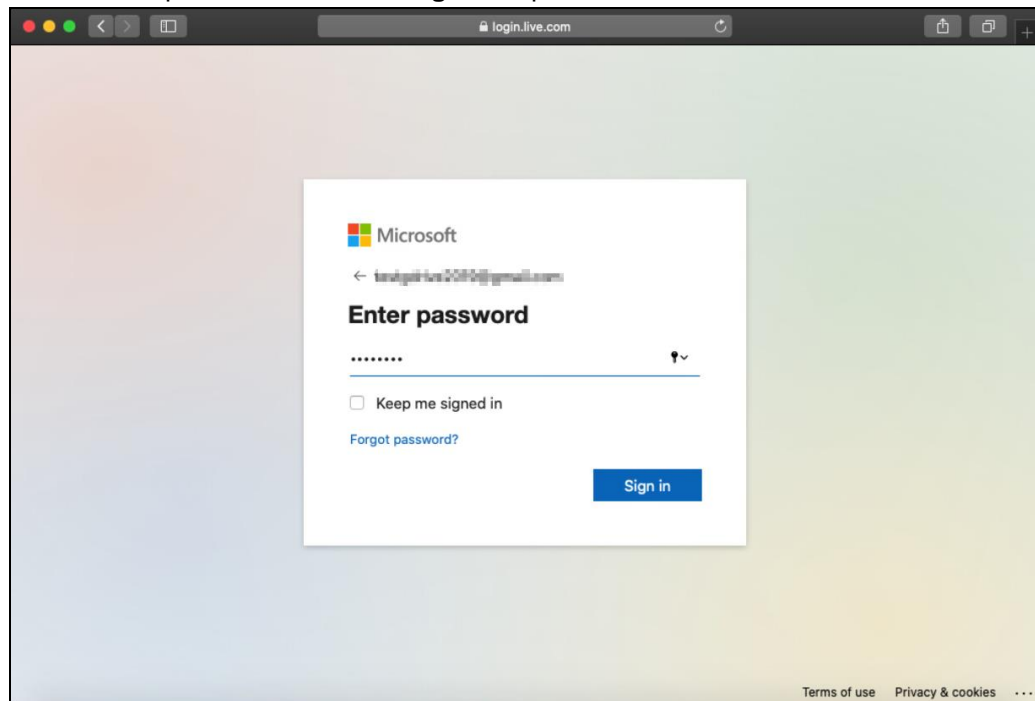 login.live.com
Microsoft
Enter password
Keep me signed in
Forgot password?
Sign in
Terms of use Privacy & cookies ...